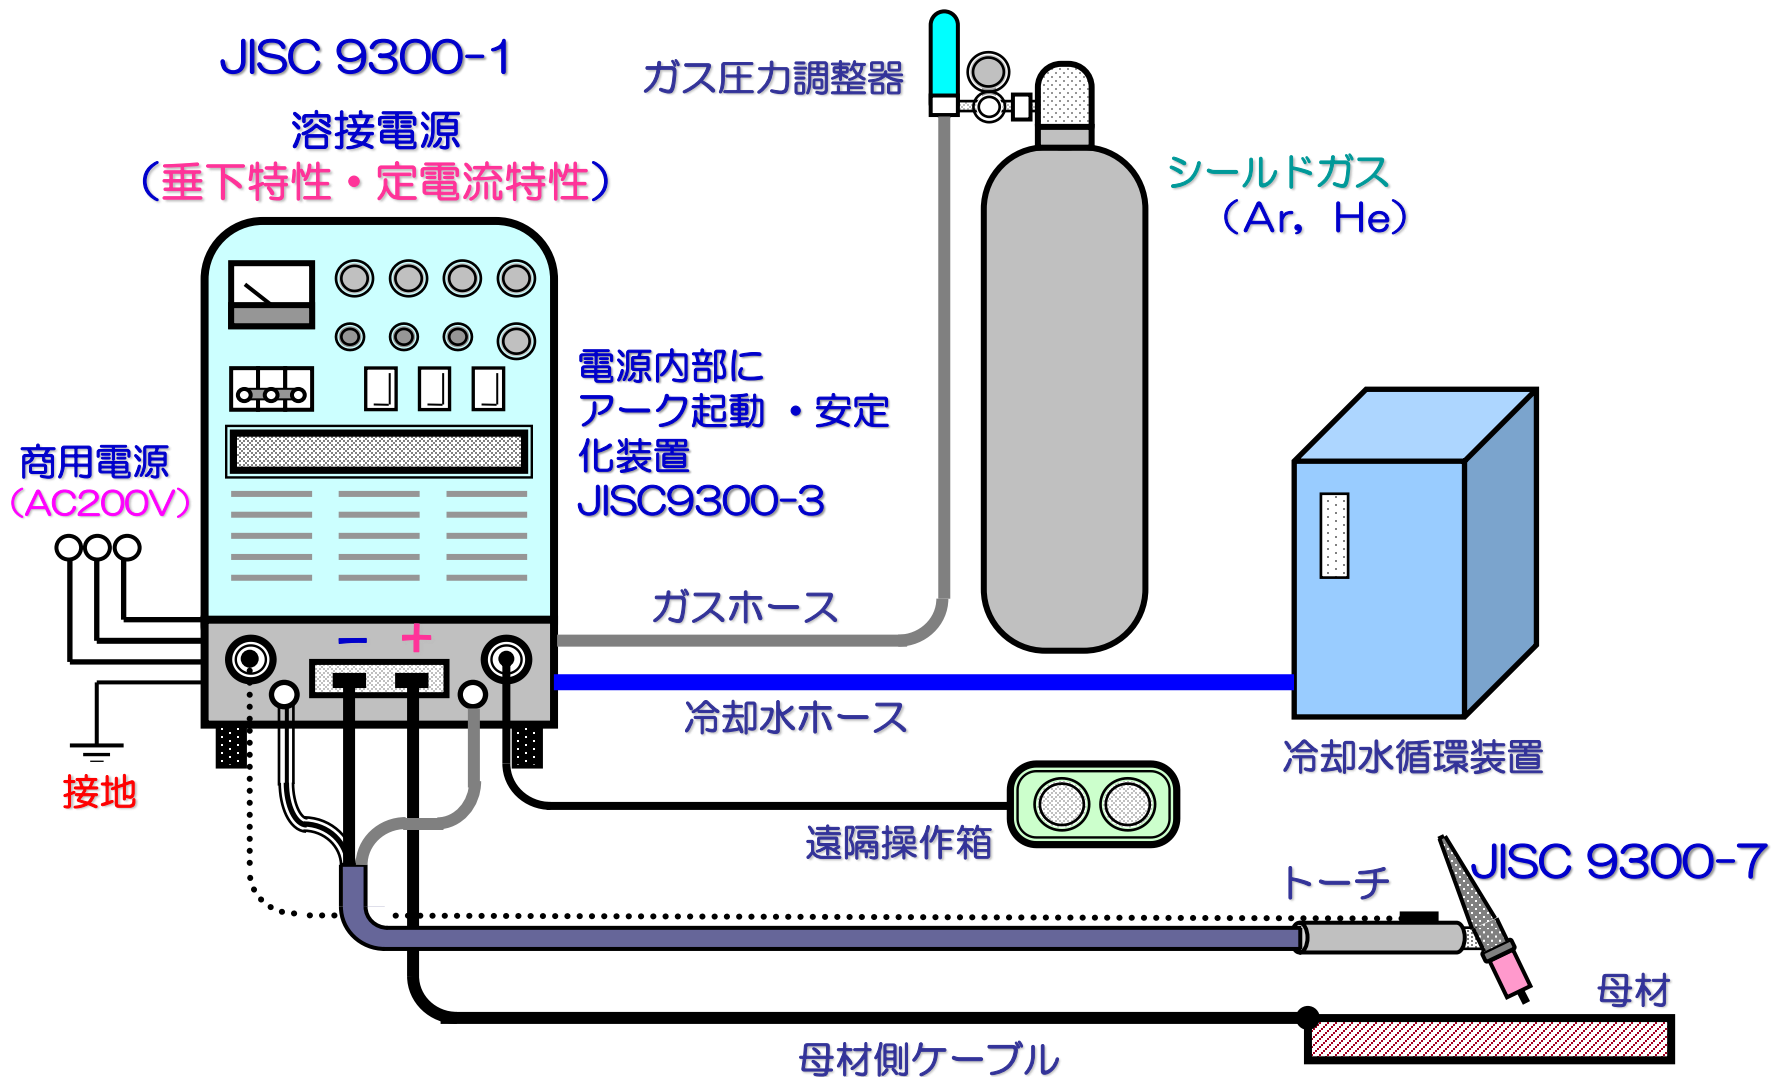 JISC 9300-1
溶接電源
（垂下特性・定電流特性）
ガス圧力調整器
シールドガス
（Ar，He）
電源内部に
アーク起動 ・安定
化装置
JISC9300-3
商用電源
（AC200V）
ガスホース
− +
冷却水ホース
冷却水循環装置
接地
遠隔操作箱
トーチ
JISC 9300-7
母材
母材側ケーブル